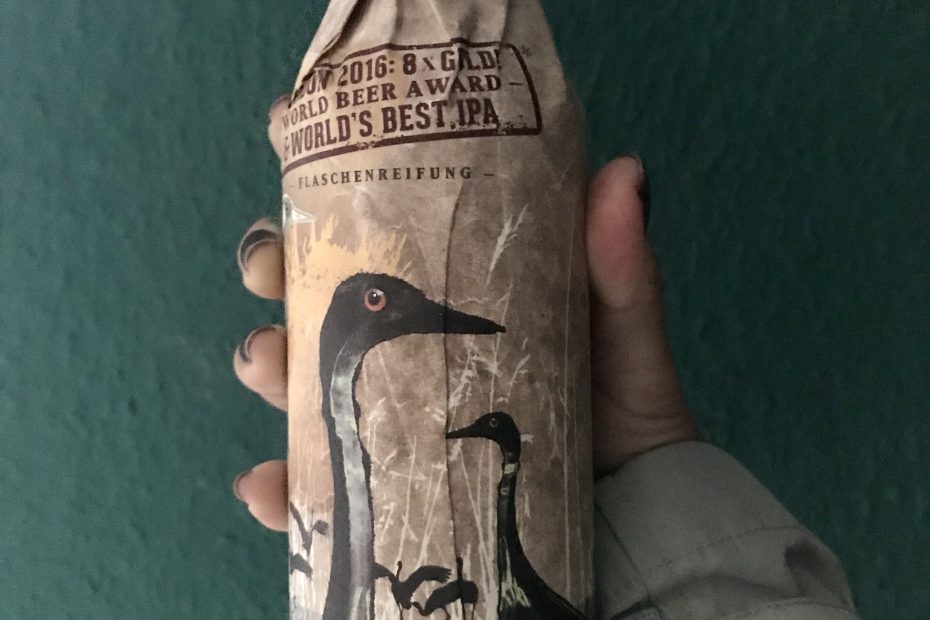 2016: 8 x GOLD!
WORLD BEER AWARD –
& WORLD'S BEST IPA
– FLASCHENREIFUNG –